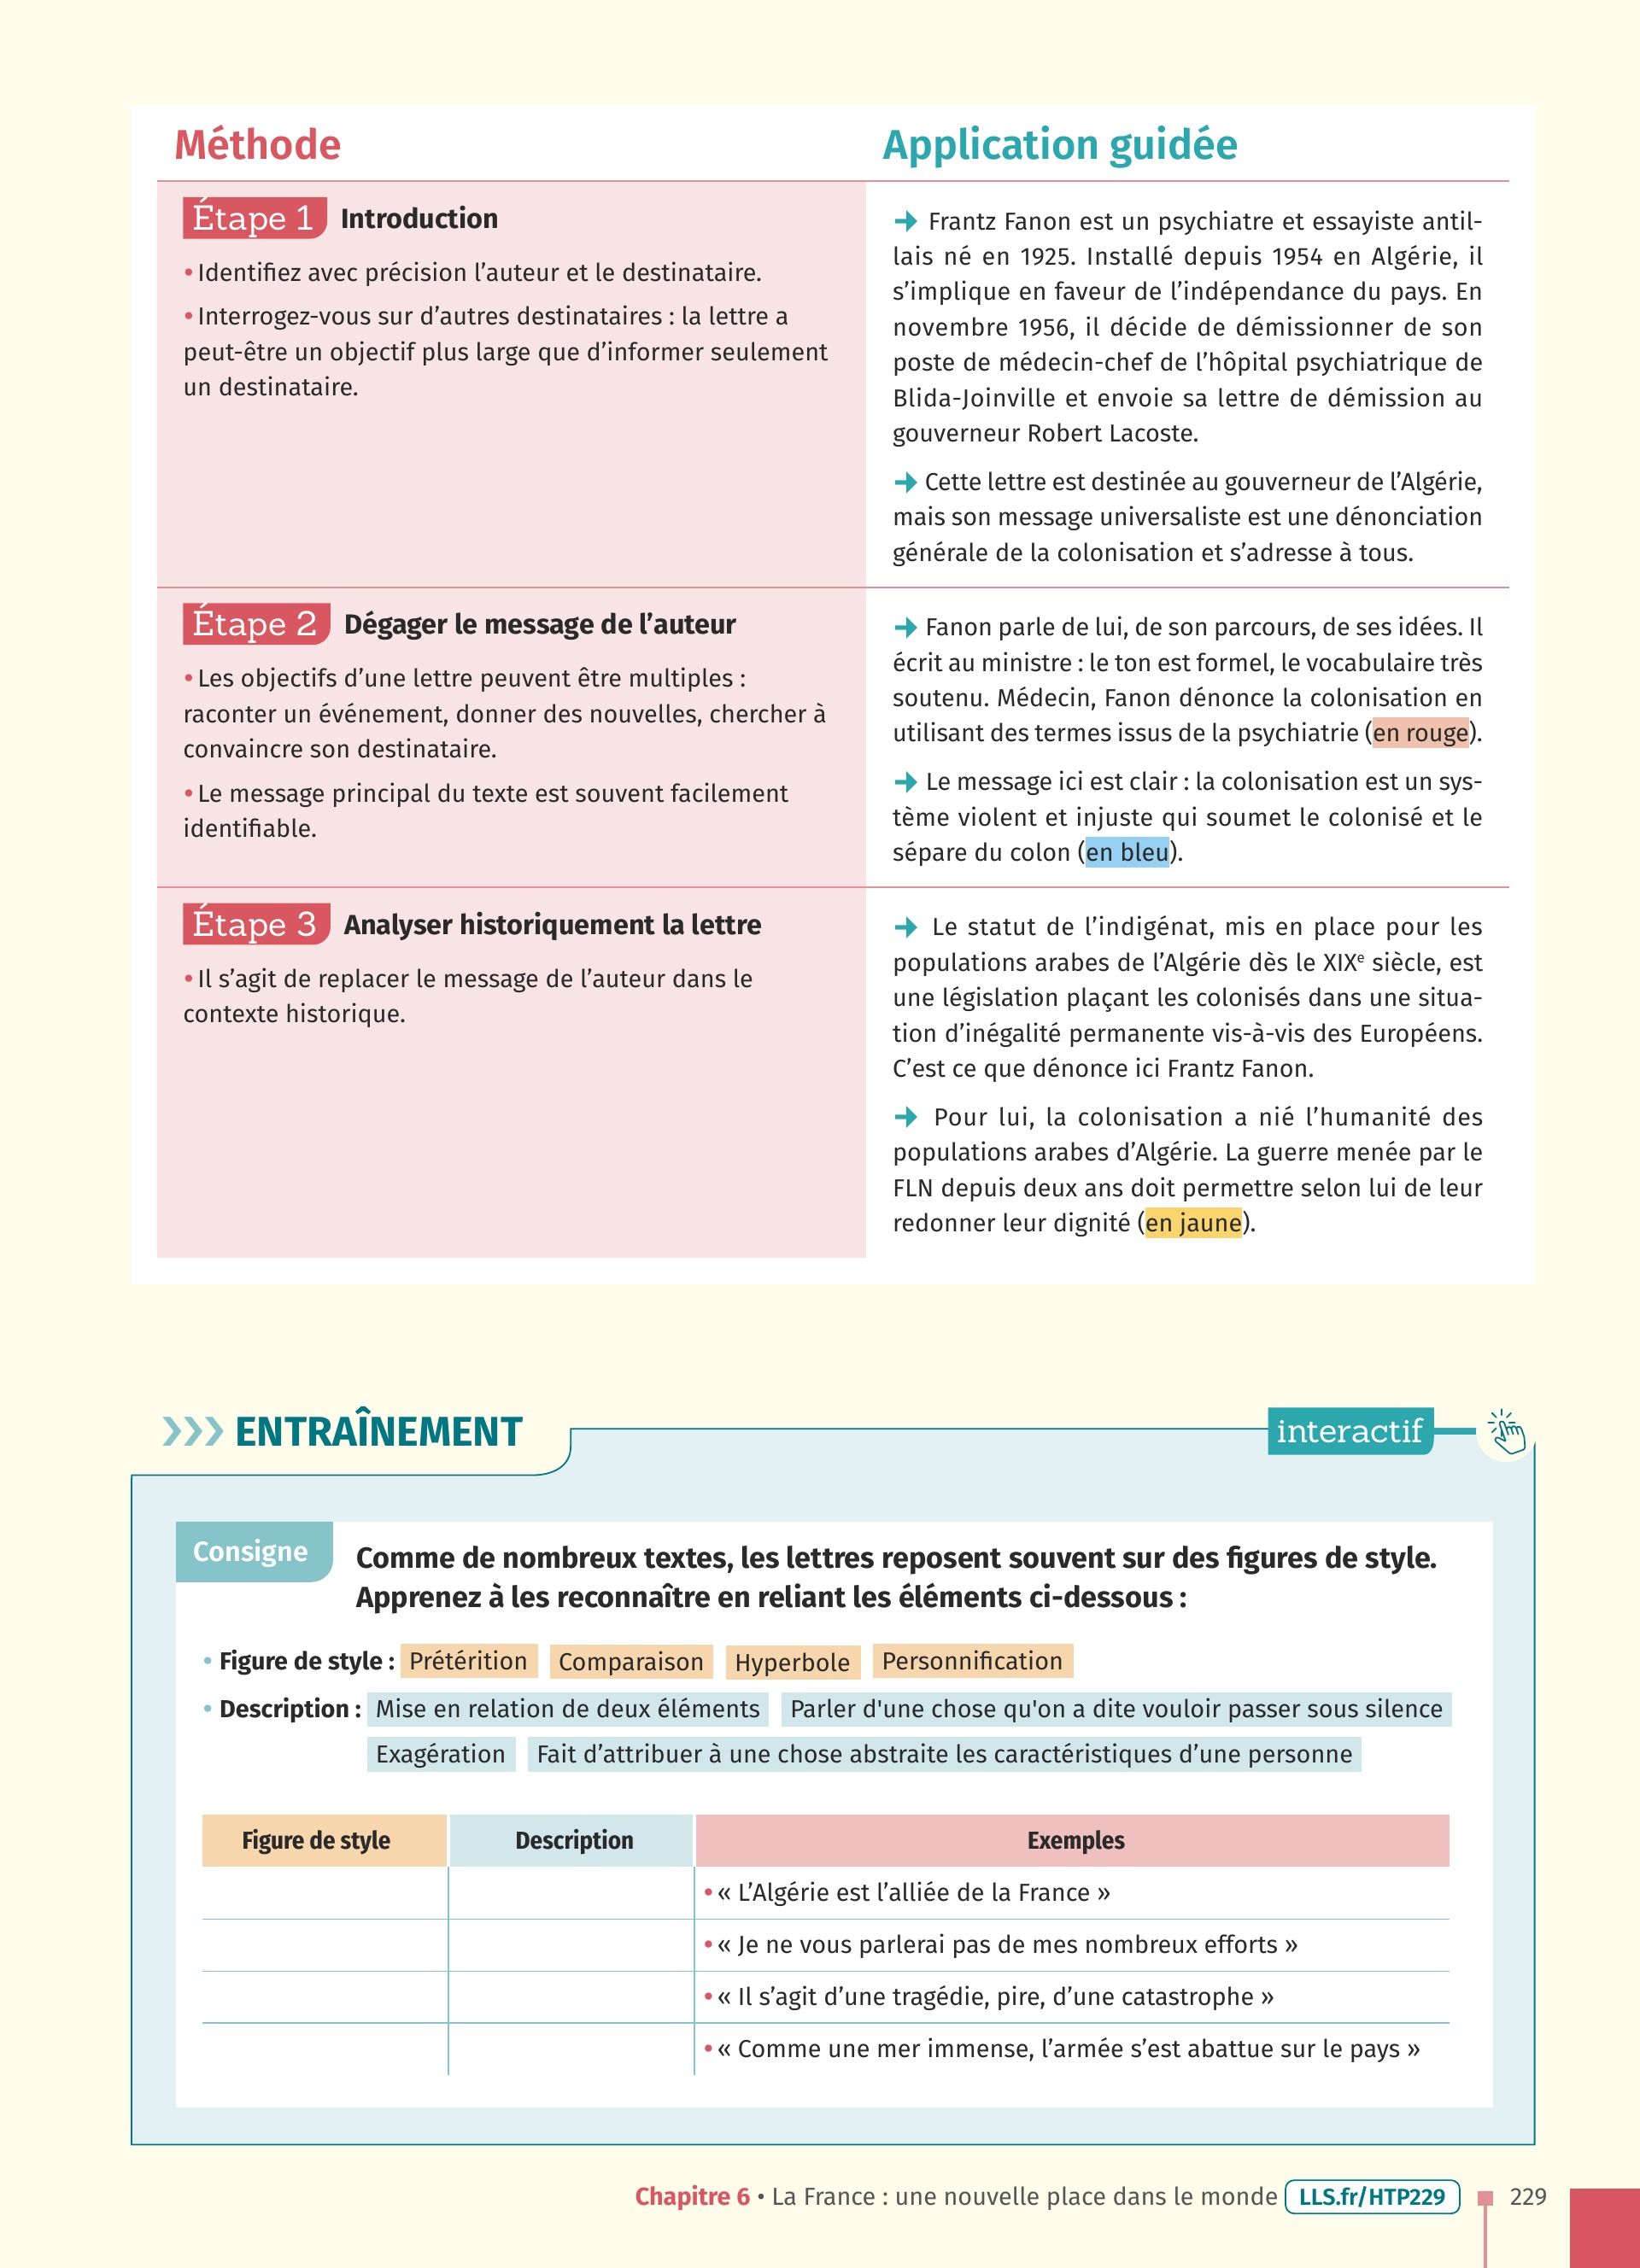 Méthode
Application guidée
Étape 1 Introduction
• Identifiez avec précision l’auteur et le destinataire.
• Interrogez-vous sur d’autres destinataires : la lettre a
peut-être un objectif plus large que d’informer seulement
un destinataire.
➔ Frantz Fanon est un psychiatre et essayiste antil-
lais né en 1925. Installé depuis 1954 en Algérie, il
s’implique en faveur de l’indépendance du pays. En
novembre 1956, il décide de démissionner de son
poste de médecin-chef de l’hôpital psychiatrique de
Blida-Joinville et envoie sa lettre de démission au
gouverneur Robert Lacoste.
➔ Cette lettre est destinée au gouverneur de l’Algérie,
mais son message universaliste est une dénonciation
générale de la colonisation et s’adresse à tous.
Étape 2 Dégager le message de l’auteur
• Les objectifs d’une lettre peuvent être multiples :
raconter un événement, donner des nouvelles, chercher à
convaincre son destinataire.
• Le message principal du texte est souvent facilement
identifiable.
➔ Fanon parle de lui, de son parcours, de ses idées. Il
écrit au ministre : le ton est formel, le vocabulaire très
soutenu. Médecin, Fanon dénonce la colonisation en
utilisant des termes issus de la psychiatrie (en rouge).
➔ Le message ici est clair : la colonisation est un sys-
tème violent et injuste qui soumet le colonisé et le
sépare du colon (en bleu).
Étape 3 Analyser historiquement la lettre
• Il s’agit de replacer le message de l’auteur dans le
contexte historique.
➔ Le statut de l’indigénat, mis en place pour les
populations arabes de l’Algérie dès le XIXe siècle, est
une législation plaçant les colonisés dans une situa-
tion d’inégalité permanente vis-à-vis des Européens.
C’est ce que dénonce ici Frantz Fanon.
➔ Pour lui, la colonisation a nié l’humanité des
populations arabes d’Algérie. La guerre menée par le
FLN depuis deux ans doit permettre selon lui de leur
redonner leur dignité (en jaune).
ENTRAÎNEMENT
interactif
Consigne
Comme de nombreux textes, les lettres reposent souvent sur des figures de style.
Apprenez à les reconnaître en reliant les éléments ci-dessous :
• Figure de style : Prétérition Comparaison Hyperbole Personnification
• Description : Mise en relation de deux éléments Parler d'une chose qu'on a dite vouloir passer sous silence
Exagération Fait d’attribuer à une chose abstraite les caractéristiques d’une personne
Figure de style Description Exemples
• « L’Algérie est l’alliée de la France »
• « Je ne vous parlerai pas de mes nombreux efforts »
• « Il s’agit d’une tragédie, pire, d’une catastrophe »
• « Comme une mer immense, l’armée s’est abattue sur le pays »
Chapitre 6 • La France : une nouvelle place dans le monde LLS.fr/HTP229 229